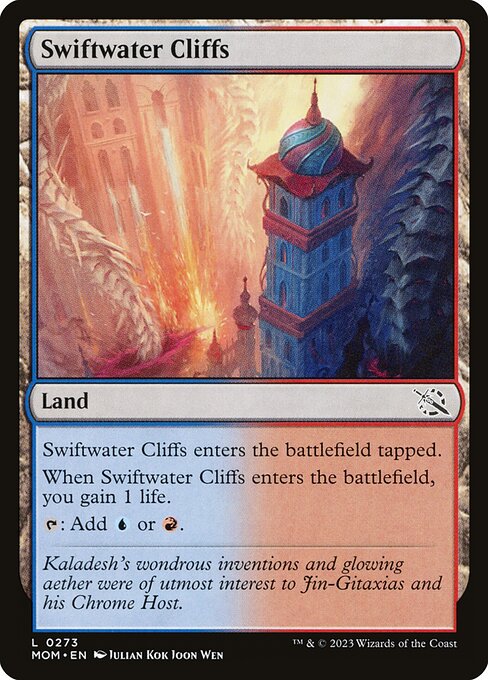 Swiftwater Cliffs
Land
Swiftwater Cliffs enters the battlefield tapped.
When Swiftwater Cliffs enters the battlefield,
you gain 1 life.
: Add or .
Kaladesh's wondrous inventions and glowing
aether were of utmost interest to Jin-Gitaxias and
his Chrome Host.
L 0273
MOM • EN Julian Kok Joon Wen
™ & © 2023 Wizards of the Coast